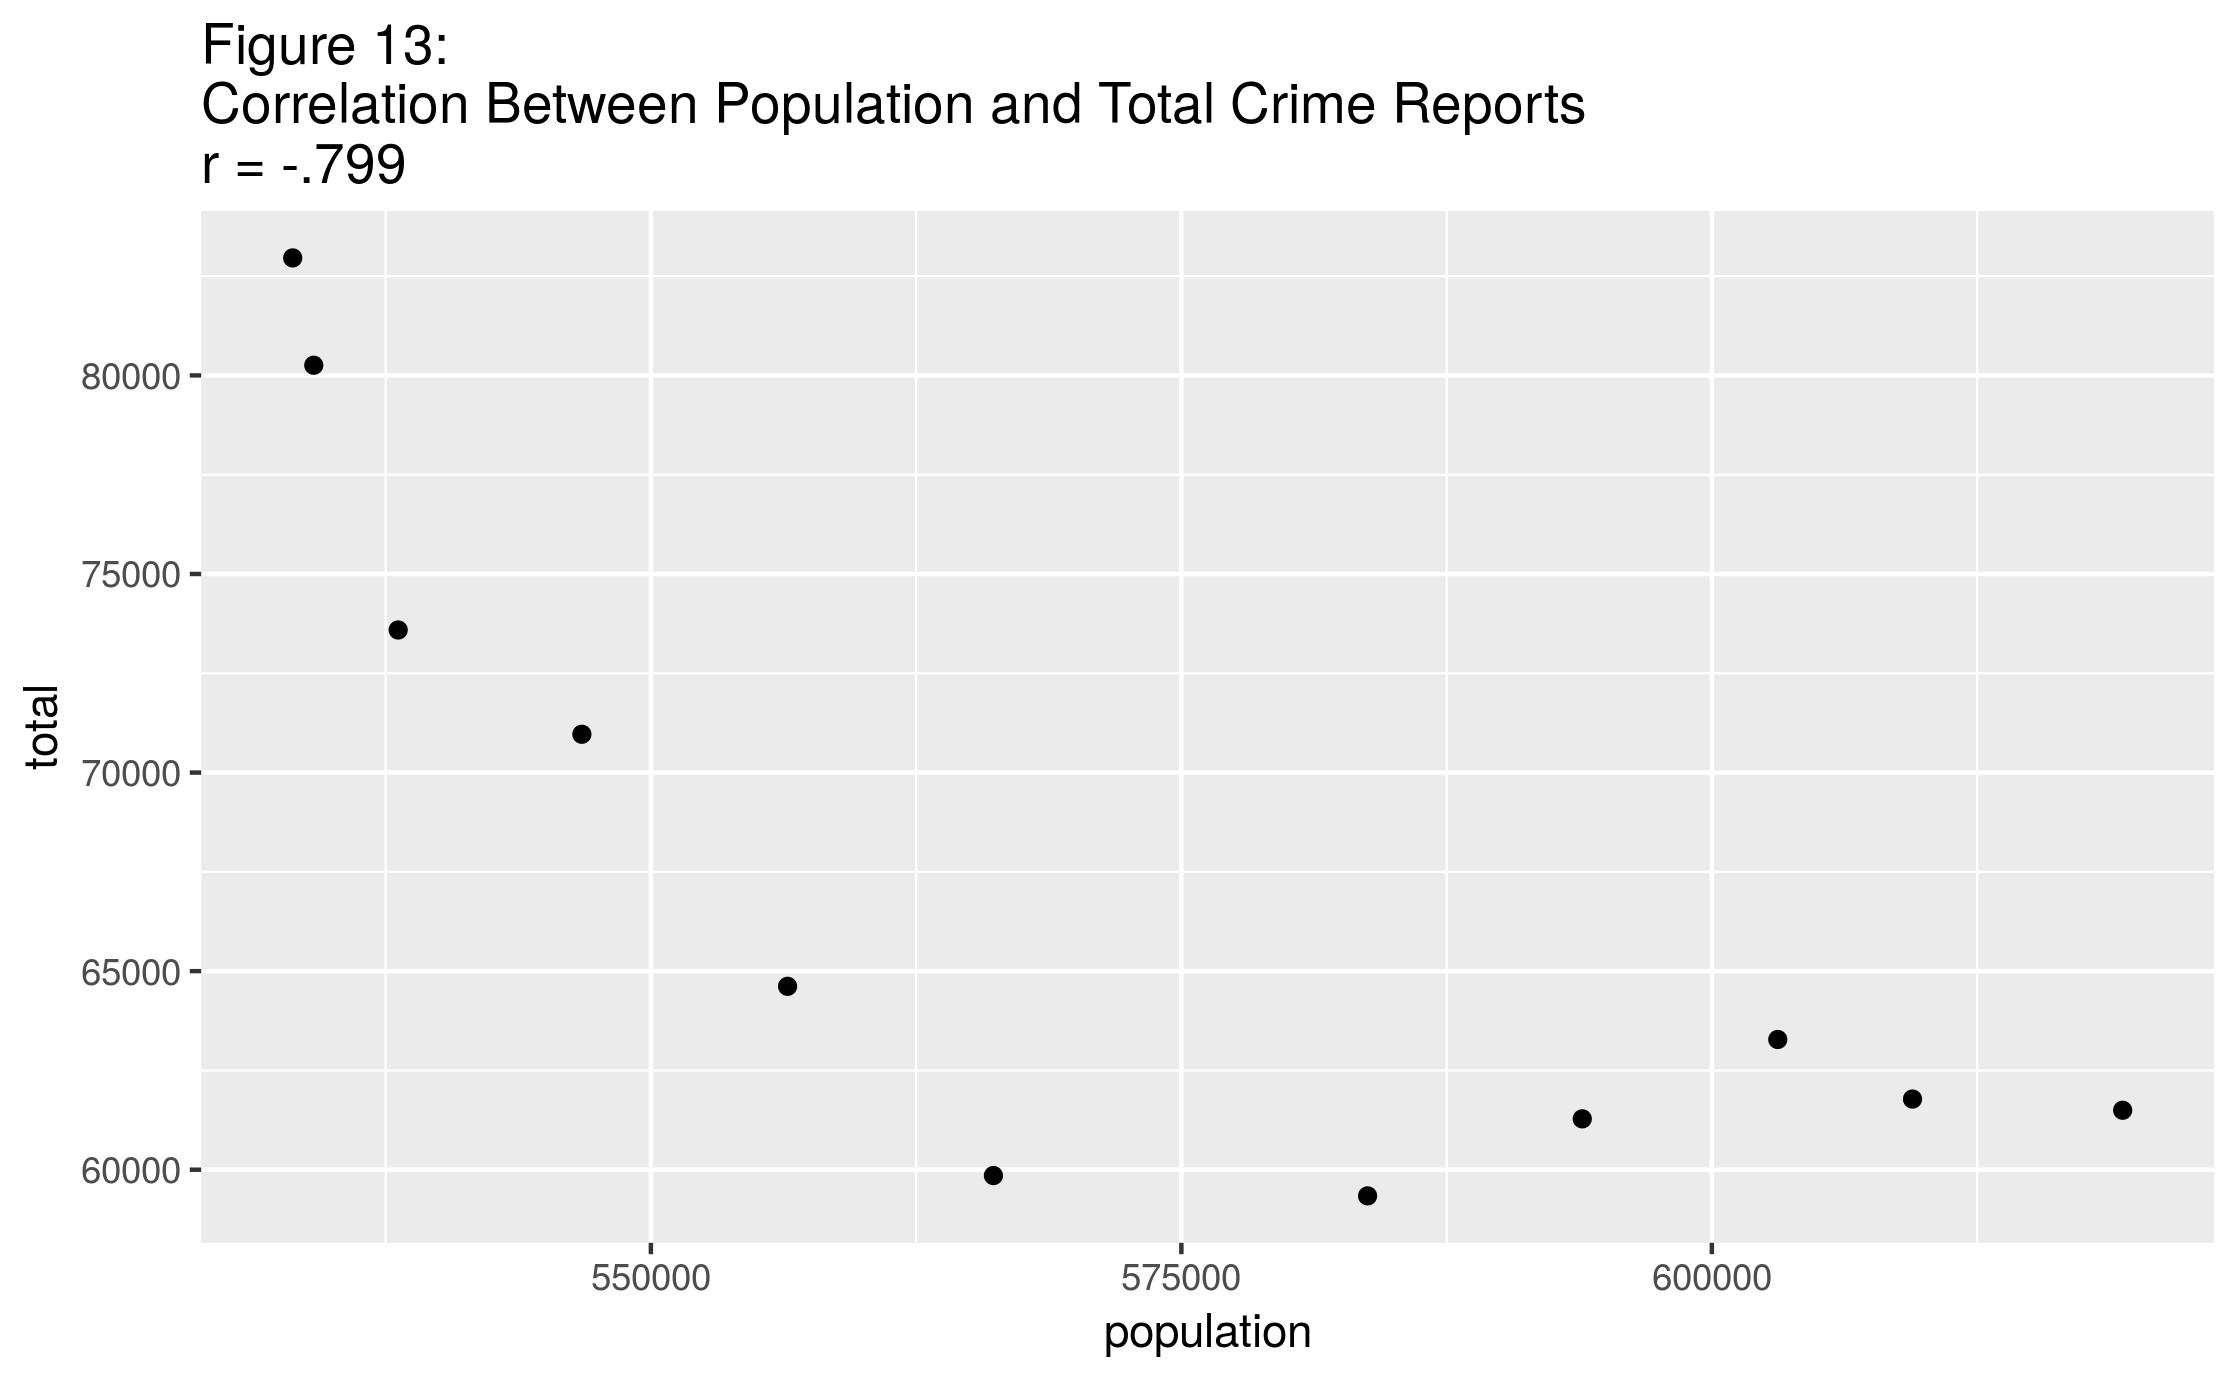 Figure 13:
Correlation Between Population and Total Crime Reports
r = -.799
80000
75000
70000
65000
60000
total
550000
575000
600000
population